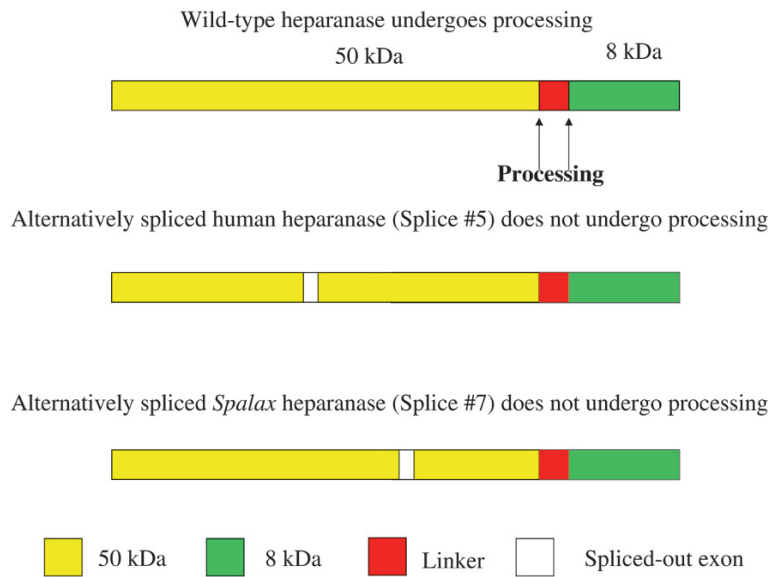 Wild-type heparanase undergoes processing
50 kDa 8 kDa
Processing
Alternatively spliced human heparanase (Splice #5) does not undergo processing
Alternatively spliced Spalax heparanase (Splice #7) does not undergo processing
50 kDa 8 kDa Linker Spliced-out exon